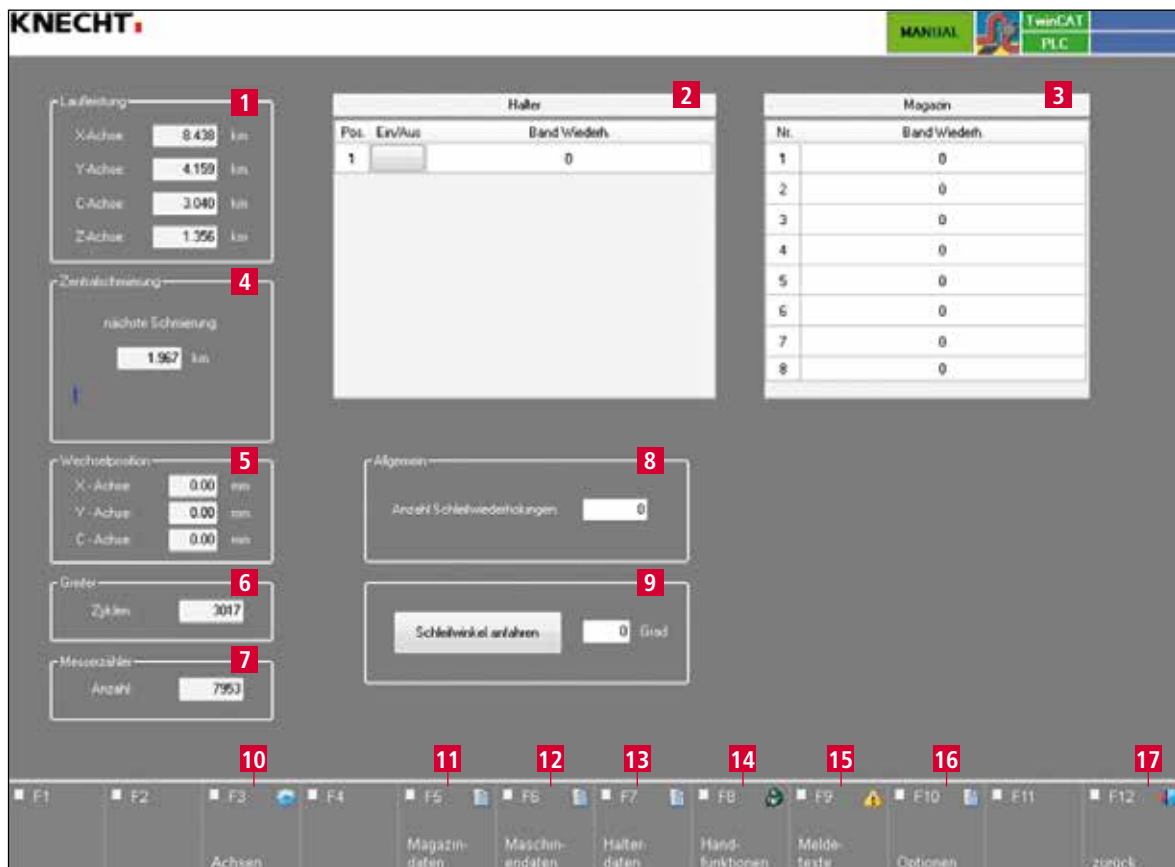 KNECHT
MANUAL
TwinCAT
PLC
Laufleistung
1
X-Achse 8.438 km
Y-Achse 4.159 km
C-Achse 3.040 km
Z-Achse 1.356 km
Halter
2
Pos. Ein/Aus Band Wiederh.
1 0
Magazin
3
Nr. Band Wiederh.
1 0
2 0
3 0
4 0
5 0
6 0
7 0
8 0
Zentralschmierung
4
nächste Schmierung
1.967 km
Wechselposition
5
X - Achse 0.00 mm
Y - Achse 0.00 mm
C - Achse 0.00 mm
Greifer
6
Zyklen 3017
Messerzähler
7
Anzahl 7953
Allgemein
8
Anzahl Schleifwiederholungen 0
9
Schleifwinkel anfahren 0 Grad
10 11 12 13 14 15 16 17
F1 F2 F3 F4 F5 F6 F7 F8 F9 F10 F11 F12
Achsen
Magazin-
daten
Maschin-
endaten
Halter-
daten
Hand-
funktionen
Melde-
texte
Optionen
zurück